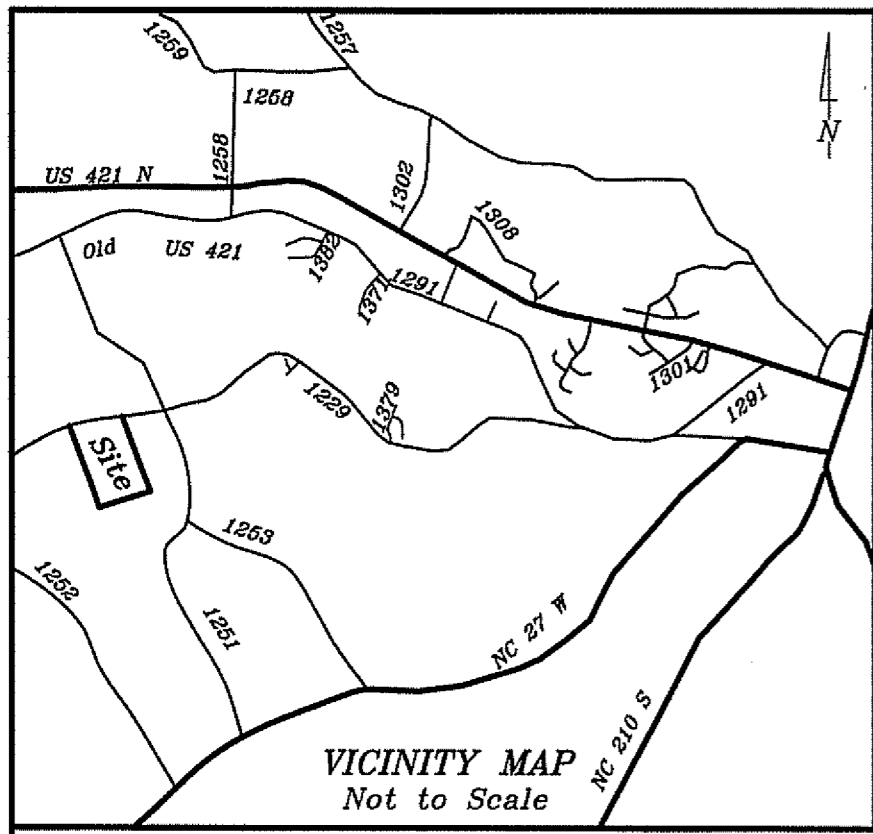 1259
1257
1258
1258
1302
N
US 421 N
1308
Old US 421
1382
1371
1291
1301
1291
1229
1379
Site
1253
1252
1251
NC 27 W
NC 210 S
VICINITY MAP
Not to Scale